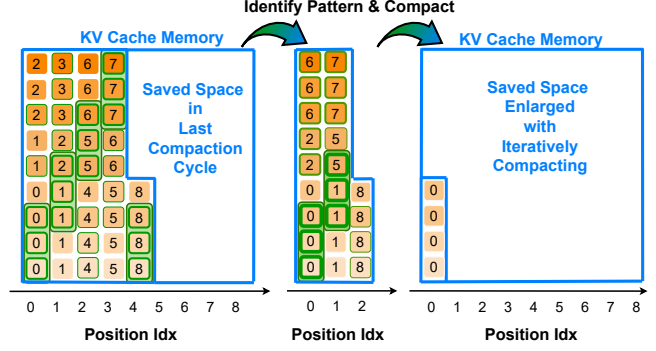 Identify Pattern & Compact
KV Cache Memory
2 3 6 7
2 3 6 7
2 3 6 7
1 2 5 6
1 2 5 6
0 1 4 5 8
0 1 4 5 8
0 1 4 5 8
0 1 4 5 8
Saved Space
in
Last
Compaction
Cycle
0 1 2 3 4 5 6 7 8
Position Idx
6 7
6 7
6 7
2 5
2 5
0 1 8
0 1 8
0 1 8
0 1 8
0 1 2
Position Idx
KV Cache Memory
Saved Space
Enlarged
with
Iteratively
Compacting
0
0
0
0
0 1 2 3 4 5 6 7 8
Position Idx